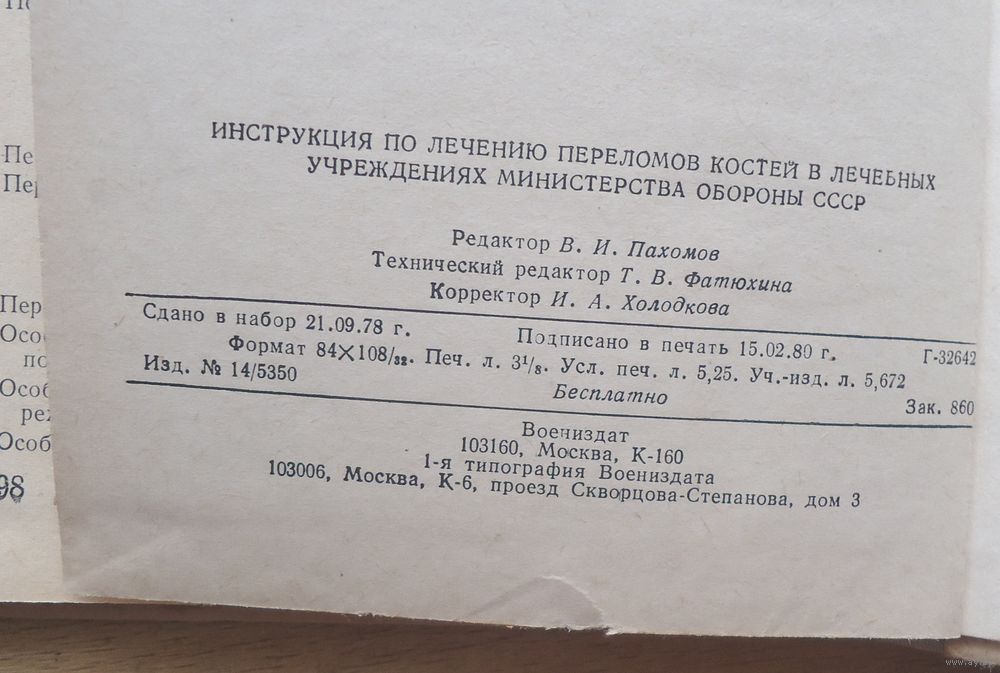 ИНСТРУКЦИЯ ПО ЛЕЧЕНИЮ ПЕРЕЛОМОВ КОСТЕЙ В ЛЕЧЕБНЫХ
УЧРЕЖДЕНИЯХ МИНИСТЕРСТВА ОБОРОНЫ СССР
Редактор В. И. Пахомов
Технический редактор Т. В. Фатюхина
Корректор И. А. Холодкова
Сдано в набор 21.09.78 г. Подписано в печать 15.02.80 г. Г-32642
Формат 84×108/32. Печ. л. 31/8. Усл. печ. л. 5,25. Уч.-изд. л. 5,672
Изд. № 14/5350 Бесплатно Зак. 860
Воениздат
103160, Москва, К-160
1-я типография Воениздата
103006, Москва, К-6, проезд Скворцова-Степанова, дом 3
98